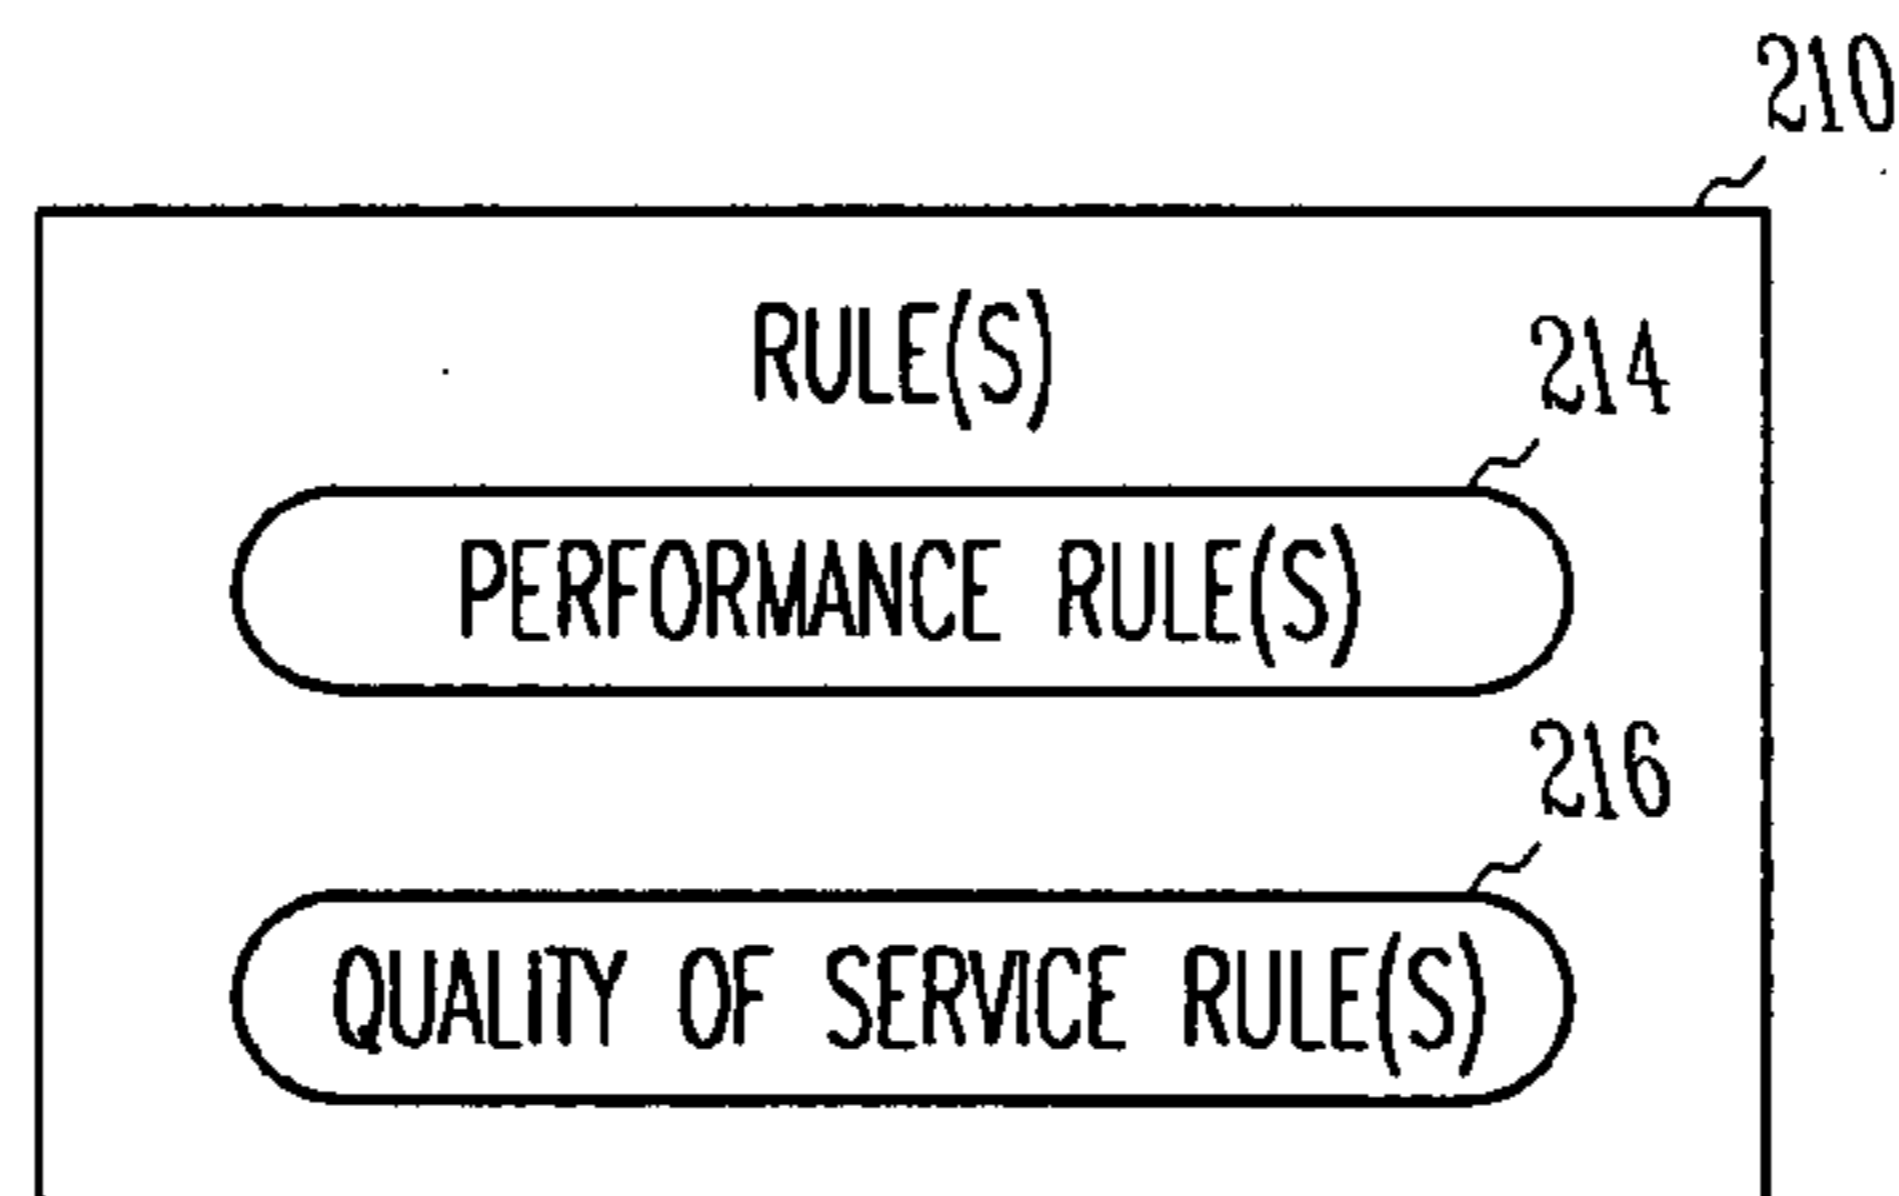 210
RULE(S)
214
PERFORMANCE RULE(S)
216
QUALITY OF SERVICE RULE(S)